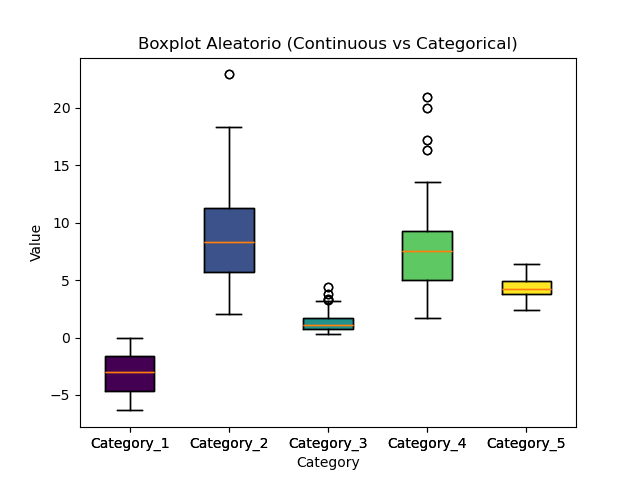 Boxplot Aleatorio (Continuous vs Categorical)
20
15
10
5
0
−5
Value
Category_1 Category_2 Category_3 Category_4 Category_5
Category